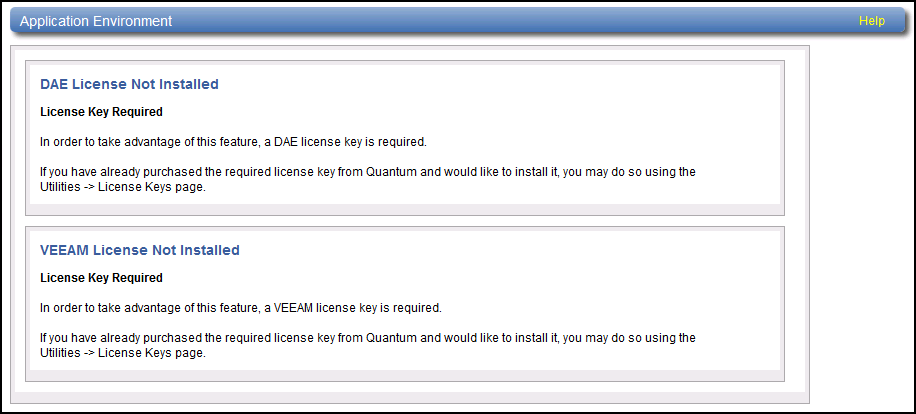 Application Environment
Help
DAE License Not Installed
License Key Required
In order to take advantage of this feature, a DAE license key is required.
If you have already purchased the required license key from Quantum and would like to install it, you may do so using the
Utilities -> License Keys page.
VEEAM License Not Installed
License Key Required
In order to take advantage of this feature, a VEEAM license key is required.
If you have already purchased the required license key from Quantum and would like to install it, you may do so using the
Utilities -> License Keys page.